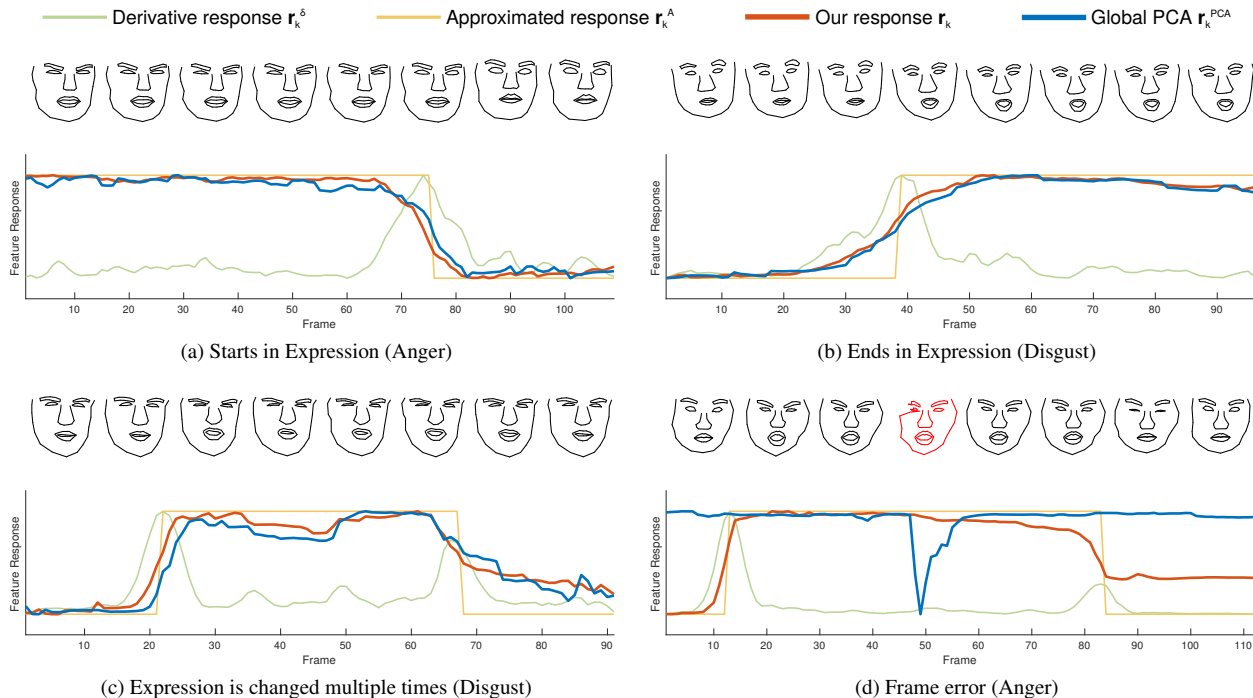 Derivative response r_k^δ Approximated response r_k^A Our response r_k Global PCA r_k^PCA
Feature Response
10 20 30 40 50 60 70 80 90 100
Frame
(a) Starts in Expression (Anger)
Feature Response
10 20 30 40 50 60 70 80 90
Frame
(b) Ends in Expression (Disgust)
Feature Response
10 20 30 40 50 60 70 80 90
Frame
(c) Expression is changed multiple times (Disgust)
Feature Response
10 20 30 40 50 60 70 80 90 100 110
Frame
(d) Frame error (Anger)